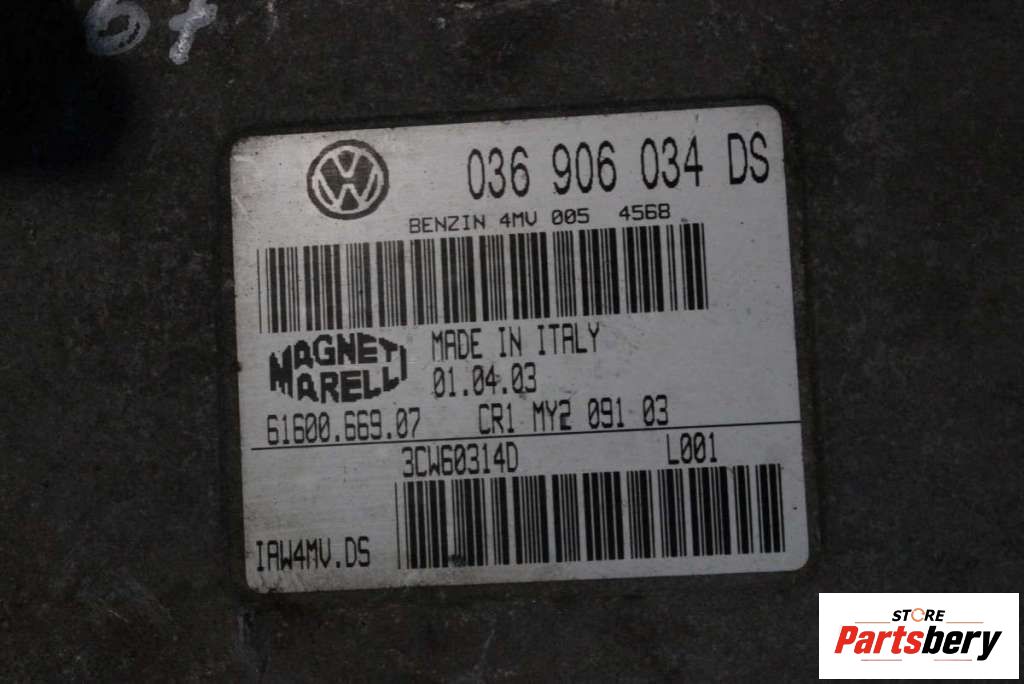 036 906 034 DS
BENZIN 4MV 005 4568
MAGNETI MARELLI
MADE IN ITALY
01.04.03
61600.669.07 CR1 MY2 091 03
3CW60314D L001
IAW4MV.DS
STORE
Partsbery